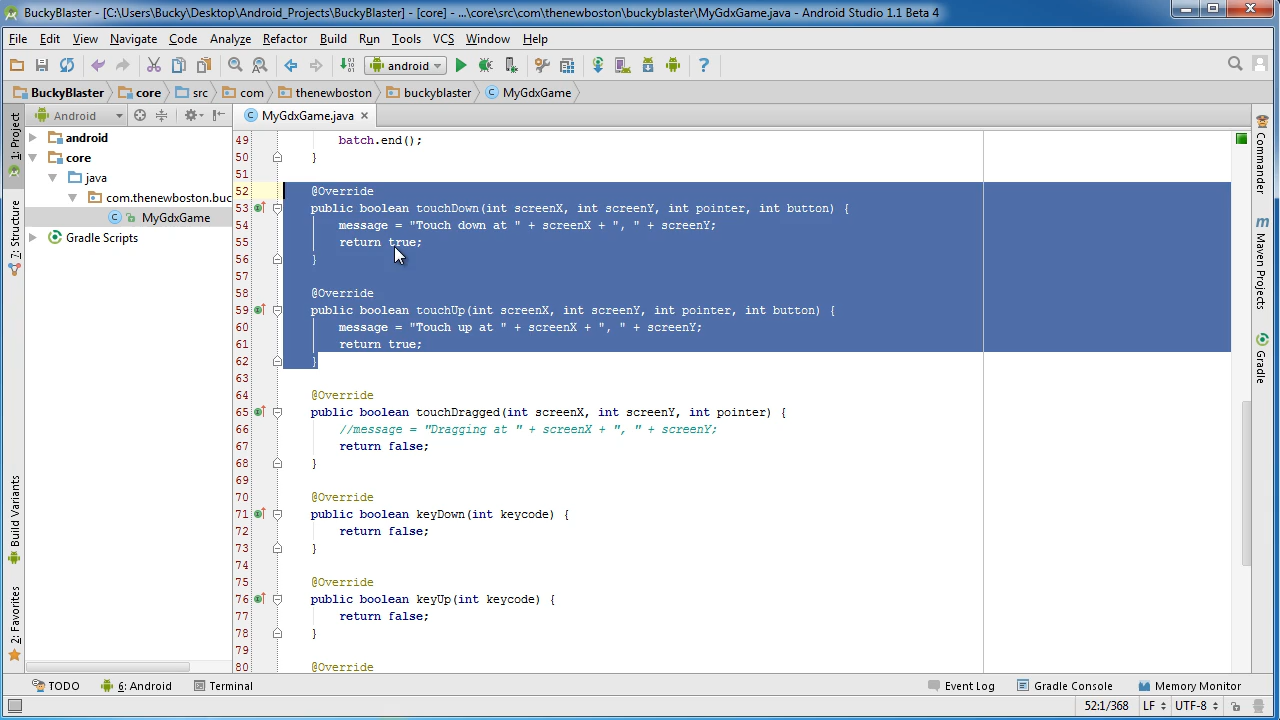 BuckyBlaster - [C:\Users\Bucky\Desktop\Android_Projects\BuckyBlaster] - [core] - ...\core\src\com\thenewboston\buckyblaster\MyGdxGame.java - Android Studio 1.1 Beta 4
File Edit View Navigate Code Analyze Refactor Build Run Tools VCS Window Help
android
BuckyBlaster core src com thenewboston buckyblaster MyGdxGame
Android
MyGdxGame.java
1: Project
7: Structure
Build Variants
2: Favorites
android
core
java
com.thenewboston.buc
MyGdxGame
Gradle Scripts
49 batch.end();
50 }
51
52 @Override
53 public boolean touchDown(int screenX, int screenY, int pointer, int button) {
54 message = "Touch down at " + screenX + ", " + screenY;
55 return true;
56 }
57
58 @Override
59 public boolean touchUp(int screenX, int screenY, int pointer, int button) {
60 message = "Touch up at " + screenX + ", " + screenY;
61 return true;
62 }
63
64 @Override
65 public boolean touchDragged(int screenX, int screenY, int pointer) {
66 //message = "Dragging at " + screenX + ", " + screenY;
67 return false;
68 }
69
70 @Override
71 public boolean keyDown(int keycode) {
72 return false;
73 }
74
75 @Override
76 public boolean keyUp(int keycode) {
77 return false;
78 }
79
80 @Override
Commander
Maven Projects
Gradle
TODO 6: Android Terminal Event Log Gradle Console Memory Monitor
52:1/368 LF UTF-8